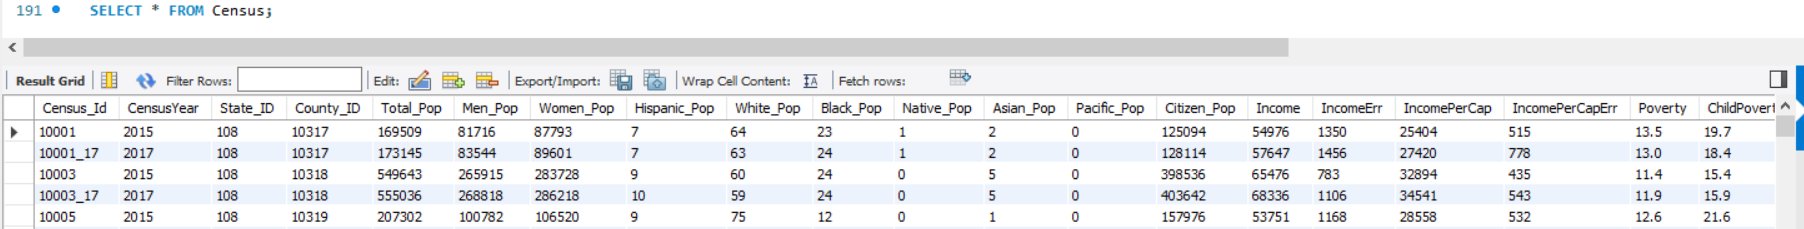 191 SELECT * FROM Census;
Result Grid Filter Rows: Edit: Export/Import: Wrap Cell Content: Fetch rows:
Census_Id CensusYear State_ID County_ID Total_Pop Men_Pop Women_Pop Hispanic_Pop White_Pop Black_Pop Native_Pop Asian_Pop Pacific_Pop Citizen_Pop Income IncomeErr IncomePerCap IncomePerCapErr Poverty ChildPovert
10001 2015 108 10317 169509 81716 87793 7 64 23 1 2 0 125094 54976 1350 25404 515 13.5 19.7
10001_17 2017 108 10317 173145 83544 89601 7 63 24 1 2 0 128114 57647 1456 27420 778 13.0 18.4
10003 2015 108 10318 549643 265915 283728 9 60 24 0 5 0 398536 65476 783 32894 435 11.4 15.4
10003_17 2017 108 10318 555036 268818 286218 10 59 24 0 5 0 403642 68336 1106 34541 543 11.9 15.9
10005 2015 108 10319 207302 100782 106520 9 75 12 0 1 0 157976 53751 1168 28558 532 12.6 21.6